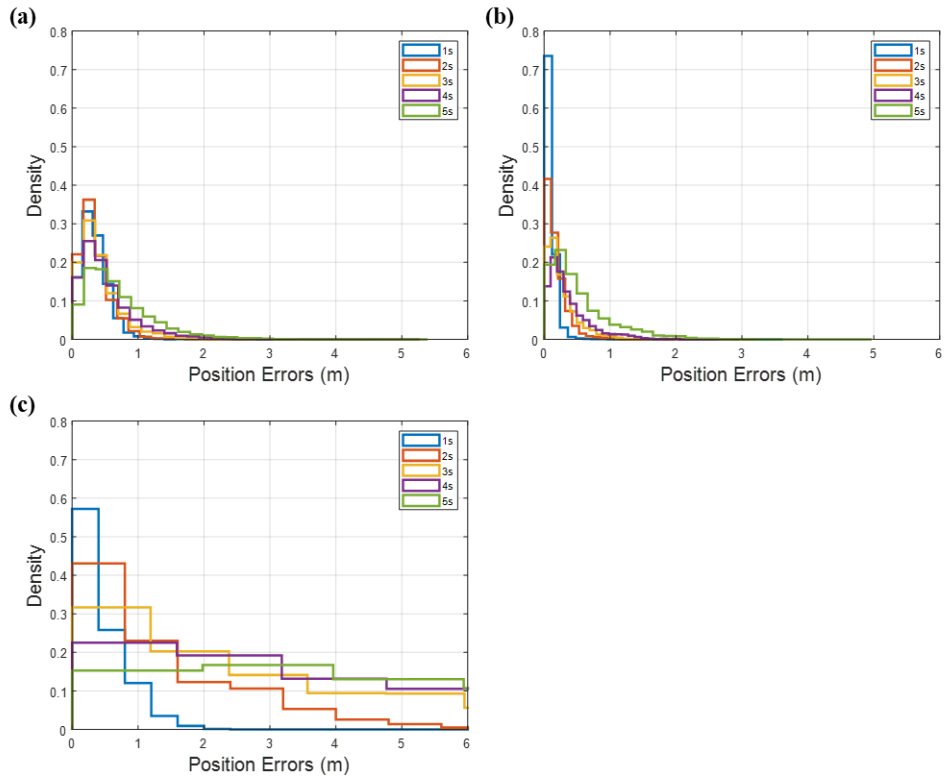 (a)
0.8
0.7
0.6
0.5
0.4
0.3
0.2
0.1
0
Density
1s
2s
3s
4s
5s
0 1 2 3 4 5 6
Position Errors (m)
(b)
0.8
0.7
0.6
0.5
0.4
0.3
0.2
0.1
0
Density
1s
2s
3s
4s
5s
0 1 2 3 4 5 6
Position Errors (m)
(c)
0.8
0.7
0.6
0.5
0.4
0.3
0.2
0.1
0
Density
1s
2s
3s
4s
5s
0 1 2 3 4 5 6
Position Errors (m)